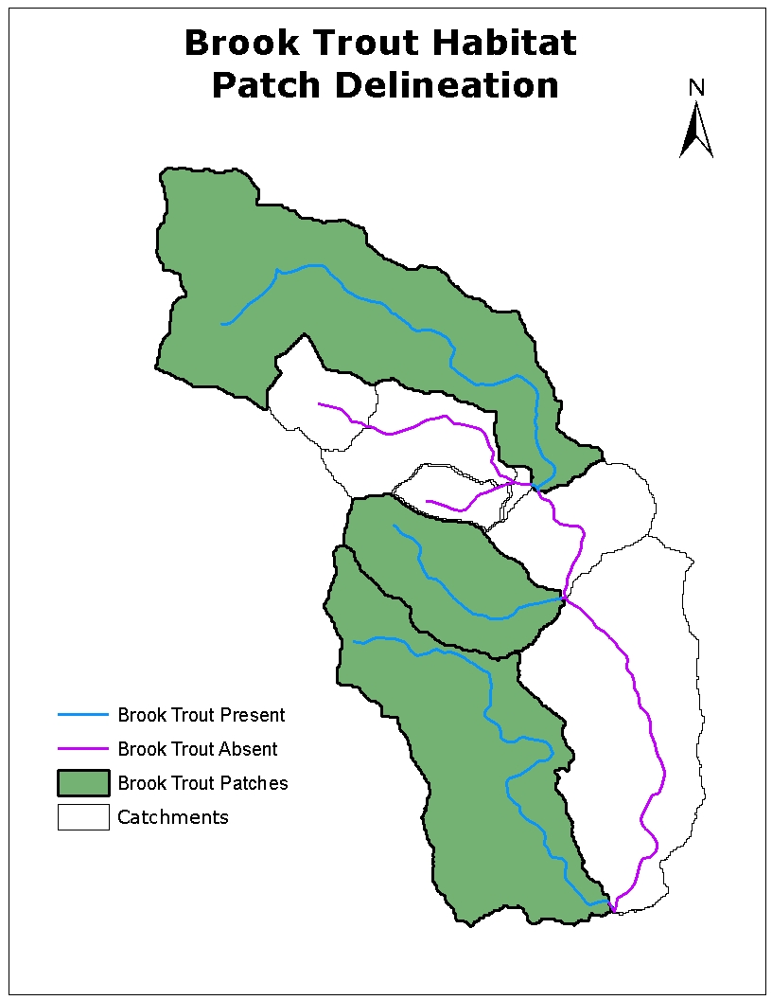 Brook Trout Habitat
Patch Delineation
N
Brook Trout Present
Brook Trout Absent
Brook Trout Patches
Catchments